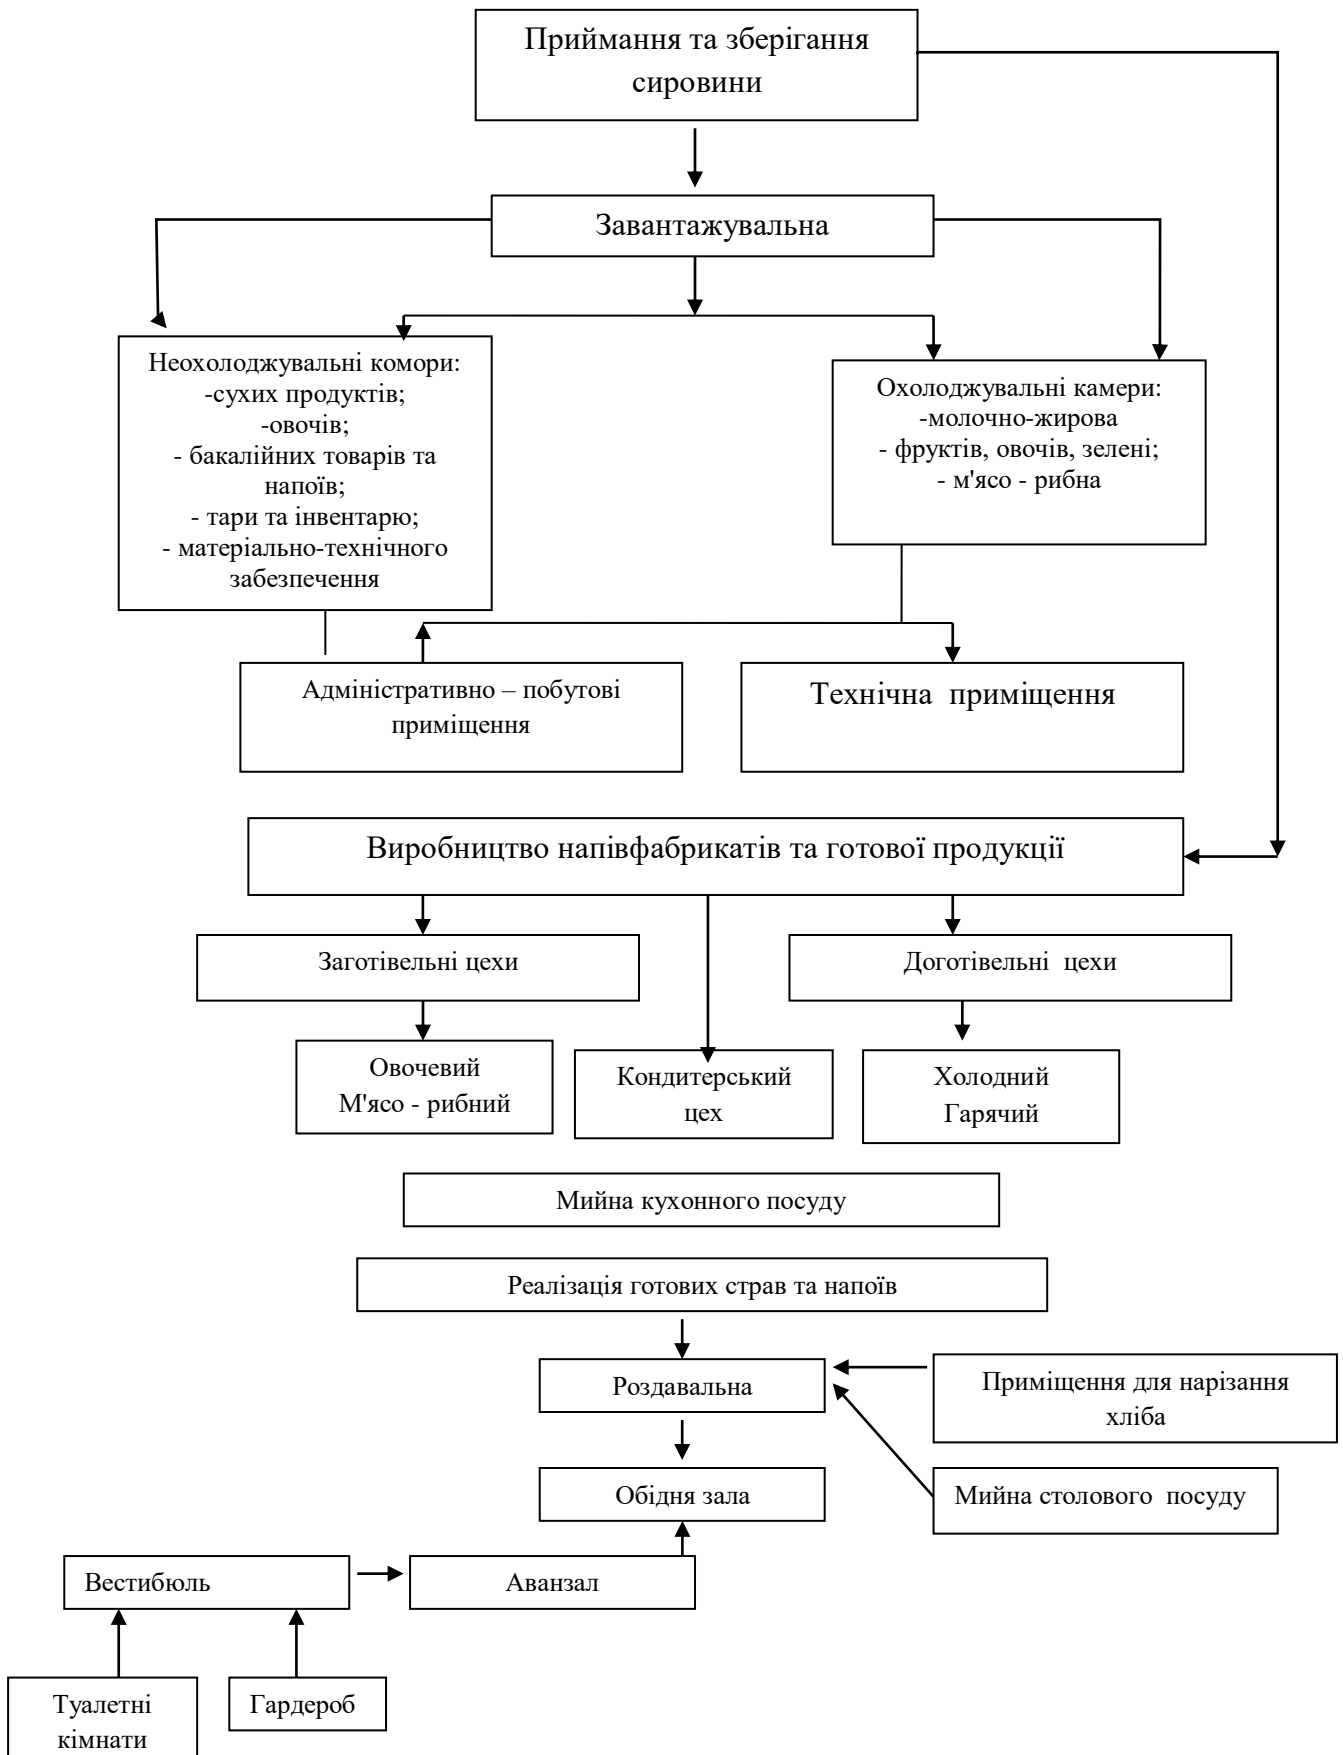 Приймання та зберігання
сировини
Завантажувальна
Неохолоджувальні комори:
-сухих продуктів;
-овочів;
- бакалійних товарів та
напоїв;
- тари та інвентарю;
- матеріально-технічного
забезпечення
Охолоджувальні камери:
-молочно-жирова
- фруктів, овочів, зелені;
- м'ясо - рибна
Адміністративно – побутові
приміщення
Технічна приміщення
Виробництво напівфабрикатів та готової продукції
Заготівельні цехи
Доготівельні цехи
Овочевий
М'ясо - рибний
Кондитерський
цех
Холодний
Гарячий
Мийна кухонного посуду
Реалізація готових страв та напоїв
Роздавальна
Приміщення для нарізання
хліба
Обідня зала
Мийна столового посуду
Вестибюль
Аванзал
Туалетні
кімнати
Гардероб